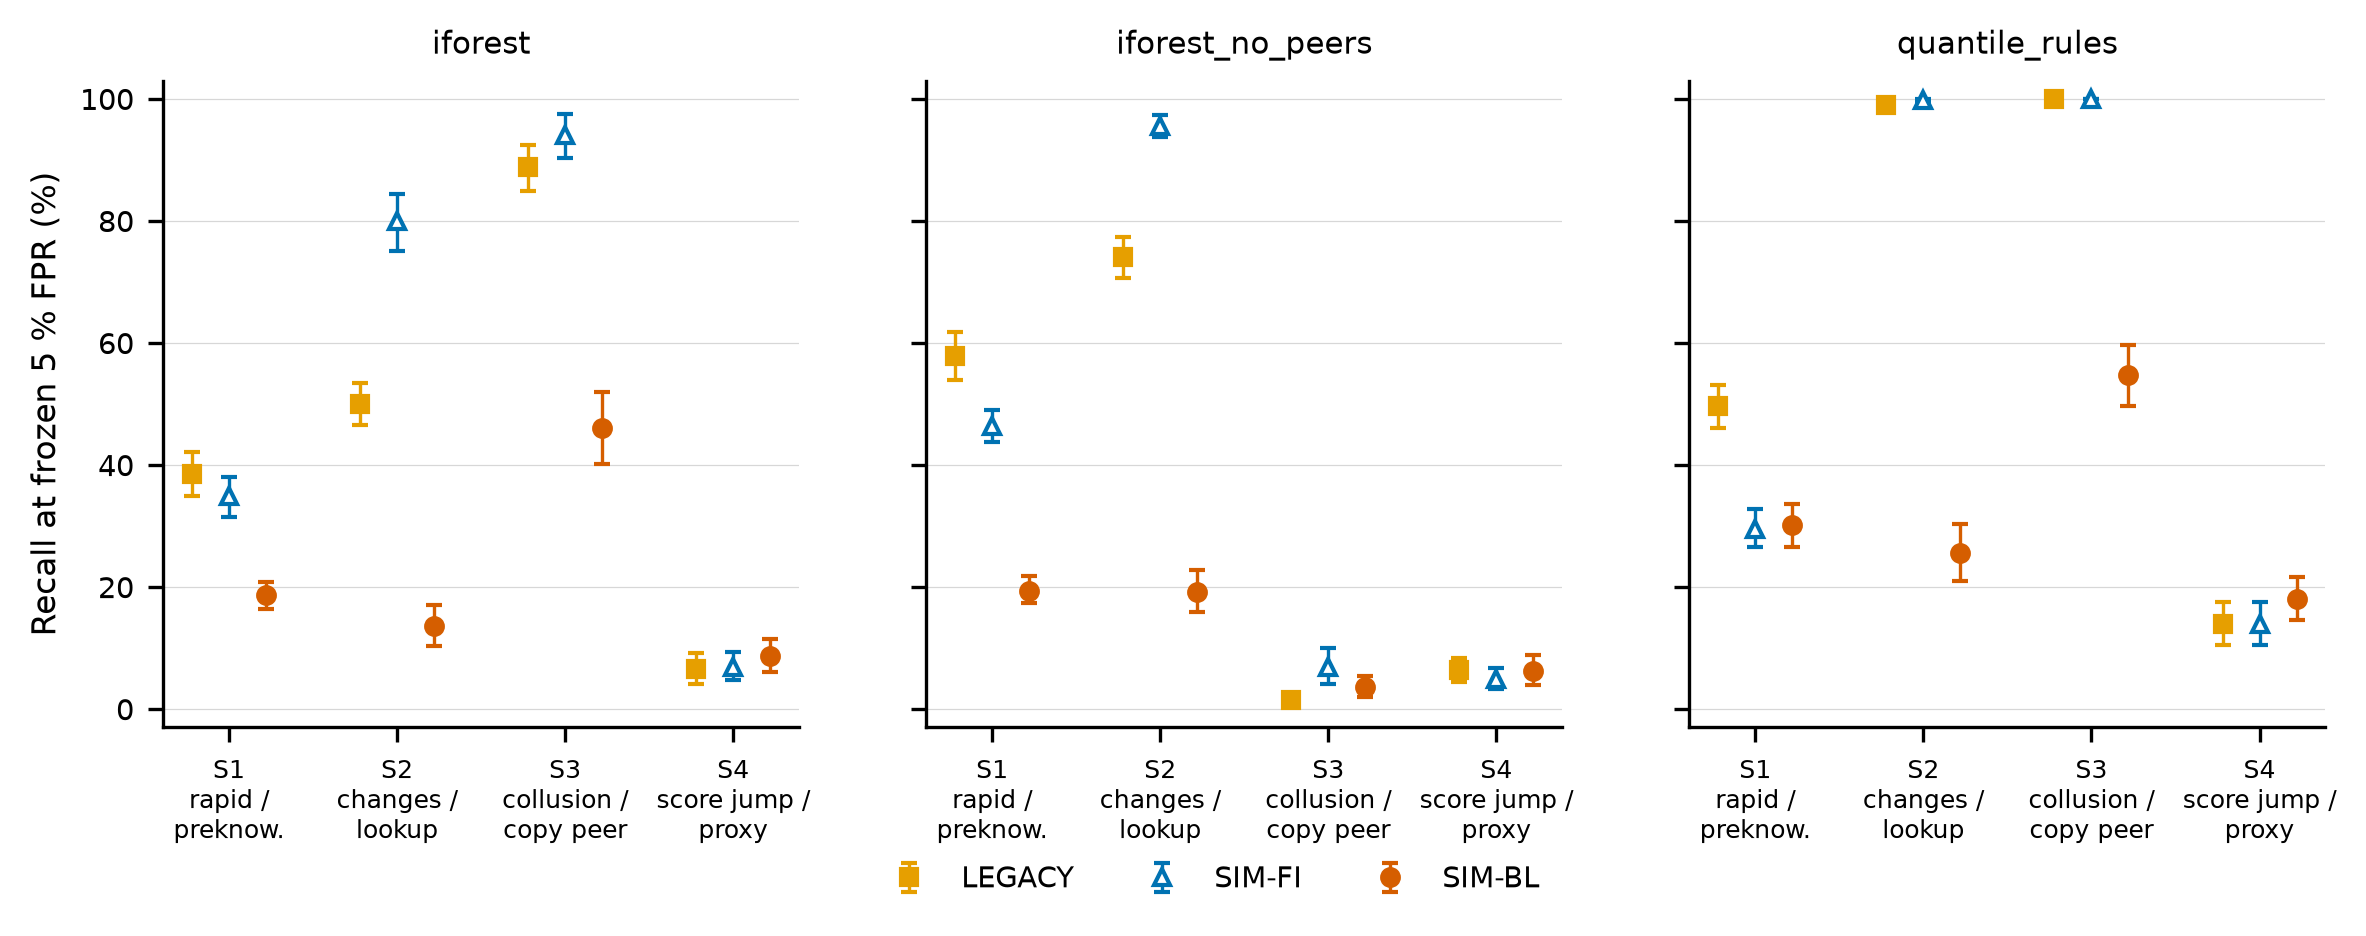 iforest
iforest_no_peers
quantile_rules
Recall at frozen 5 % FPR (%)
100
80
60
40
20
0
S1
rapid /
preknow.
S2
changes /
lookup
S3
collusion /
copy peer
S4
score jump /
proxy
S1
rapid /
preknow.
S2
changes /
lookup
S3
collusion /
copy peer
S4
score jump /
proxy
S1
rapid /
preknow.
S2
changes /
lookup
S3
collusion /
copy peer
S4
score jump /
proxy
LEGACY
SIM-FI
SIM-BL